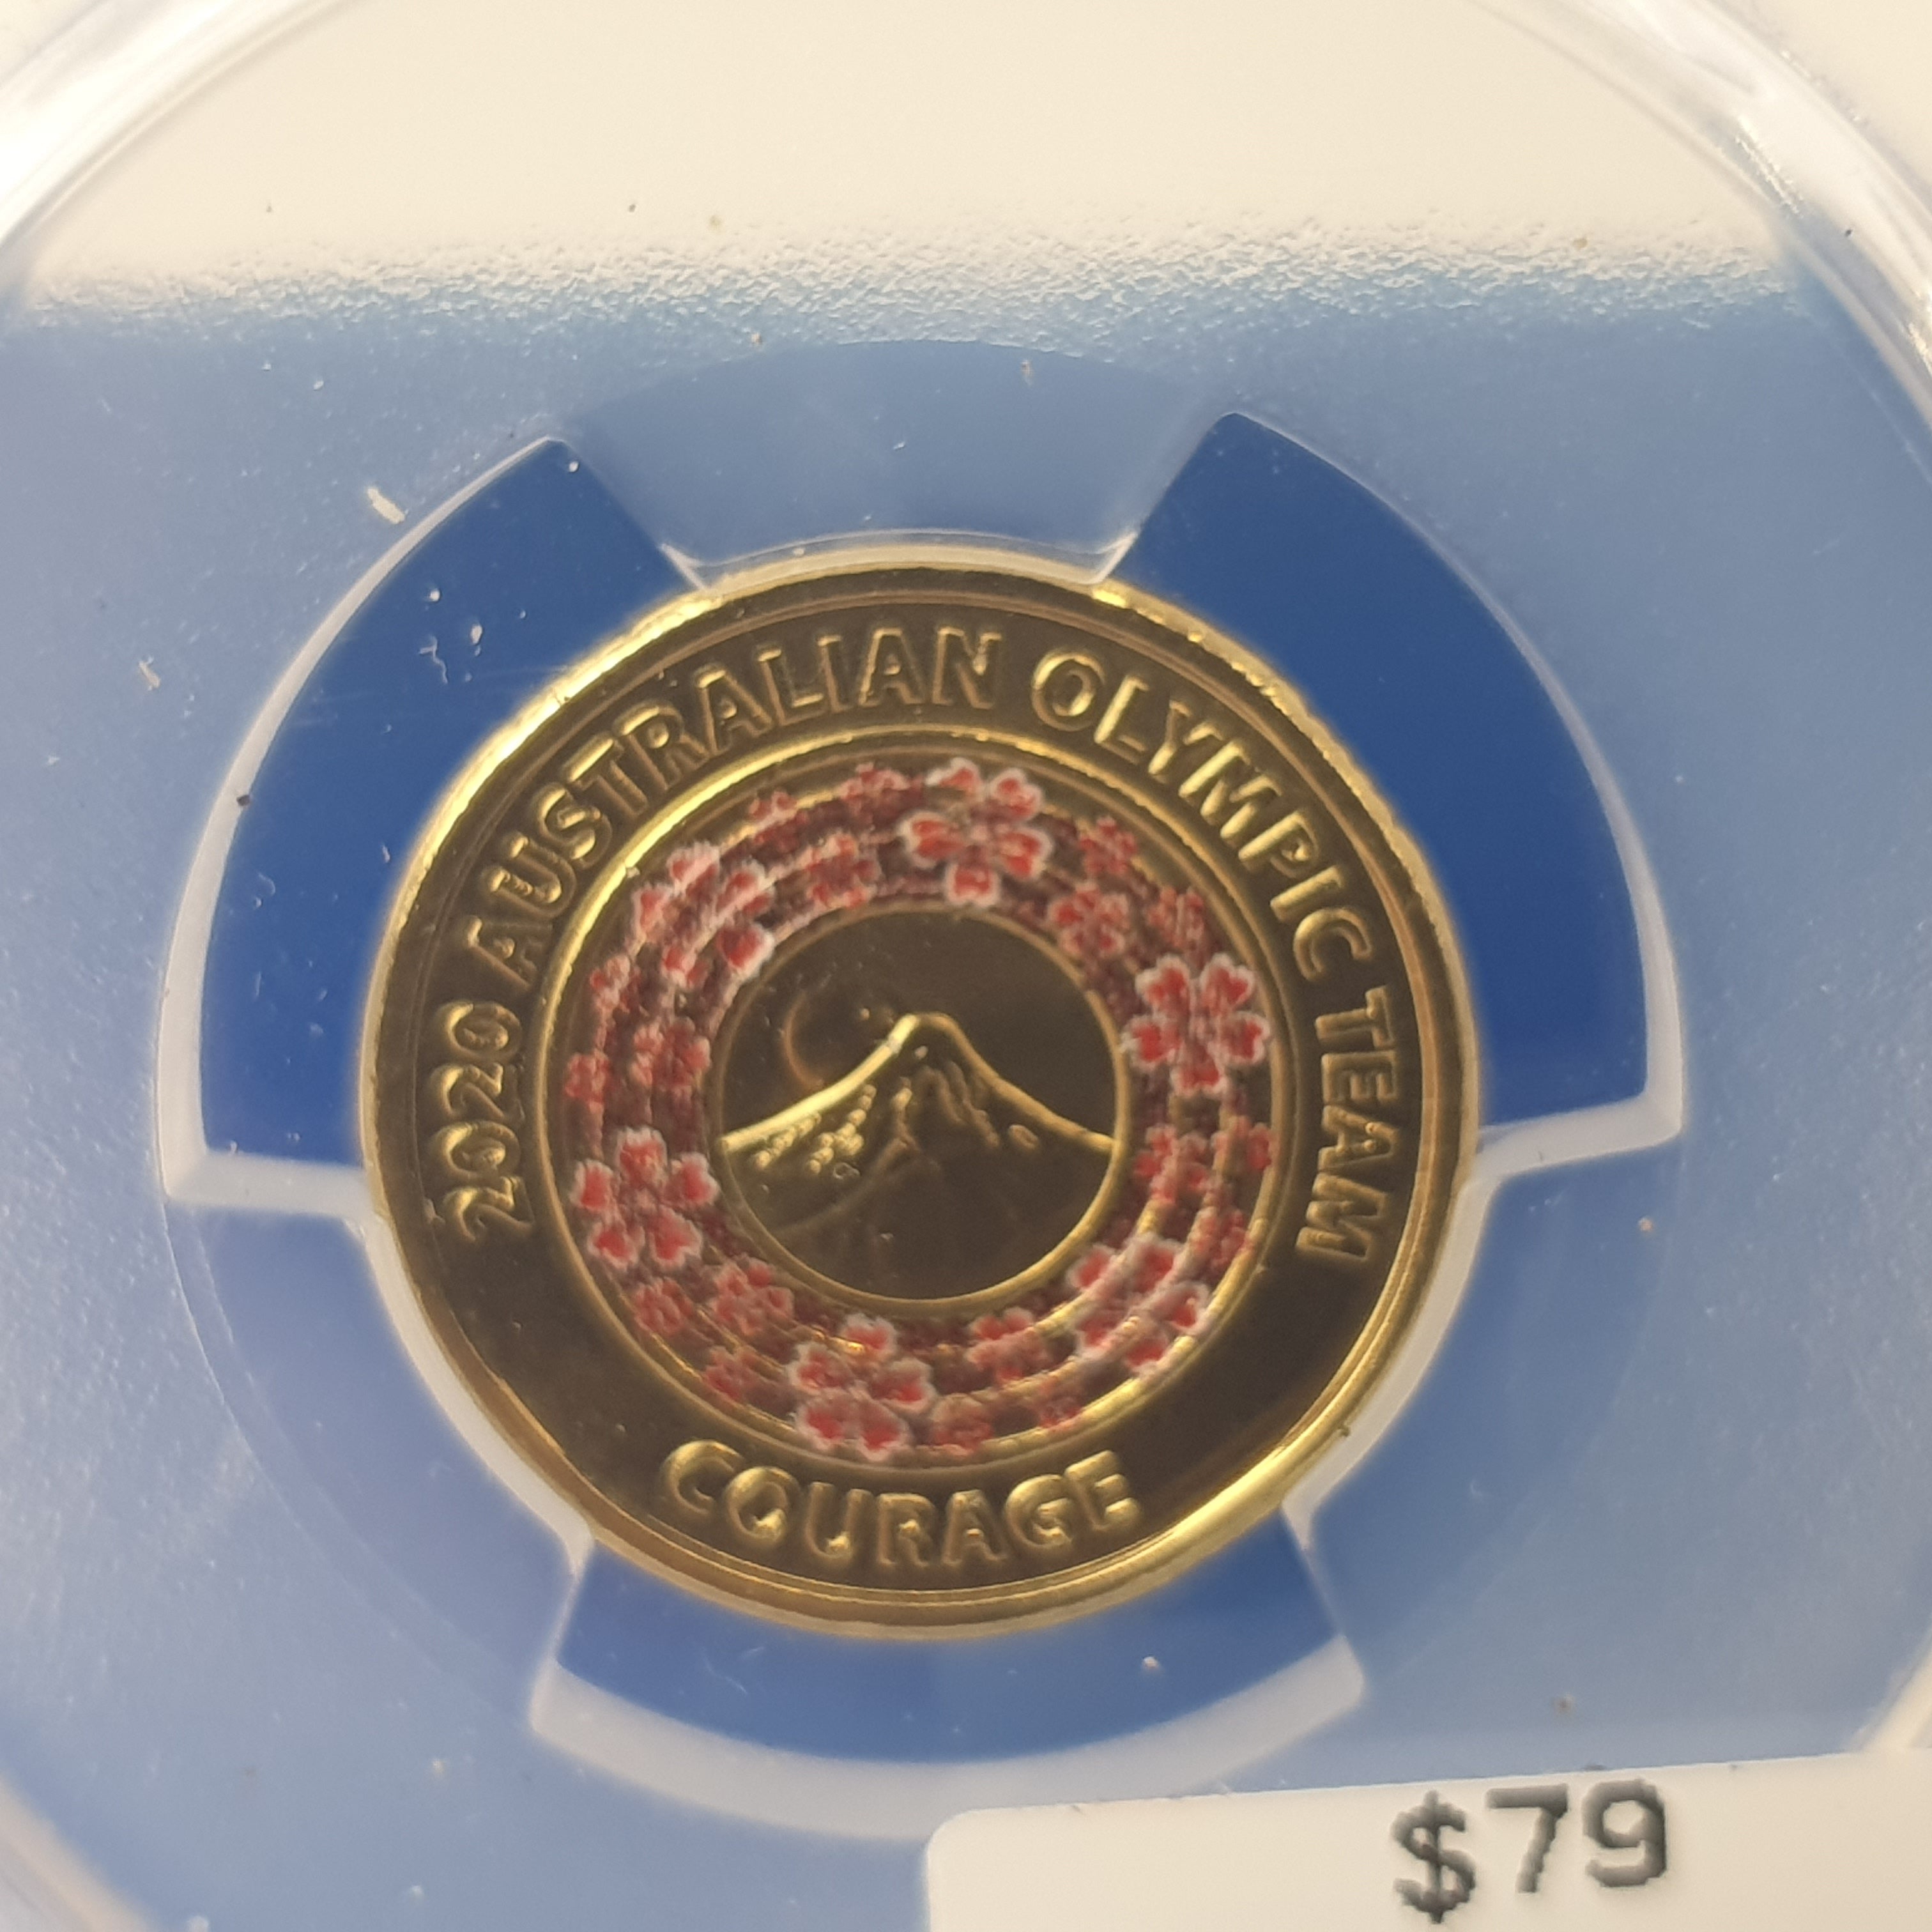 2020 AUSTRALIAN OLYMPIC TEAM
COURAGE
$79